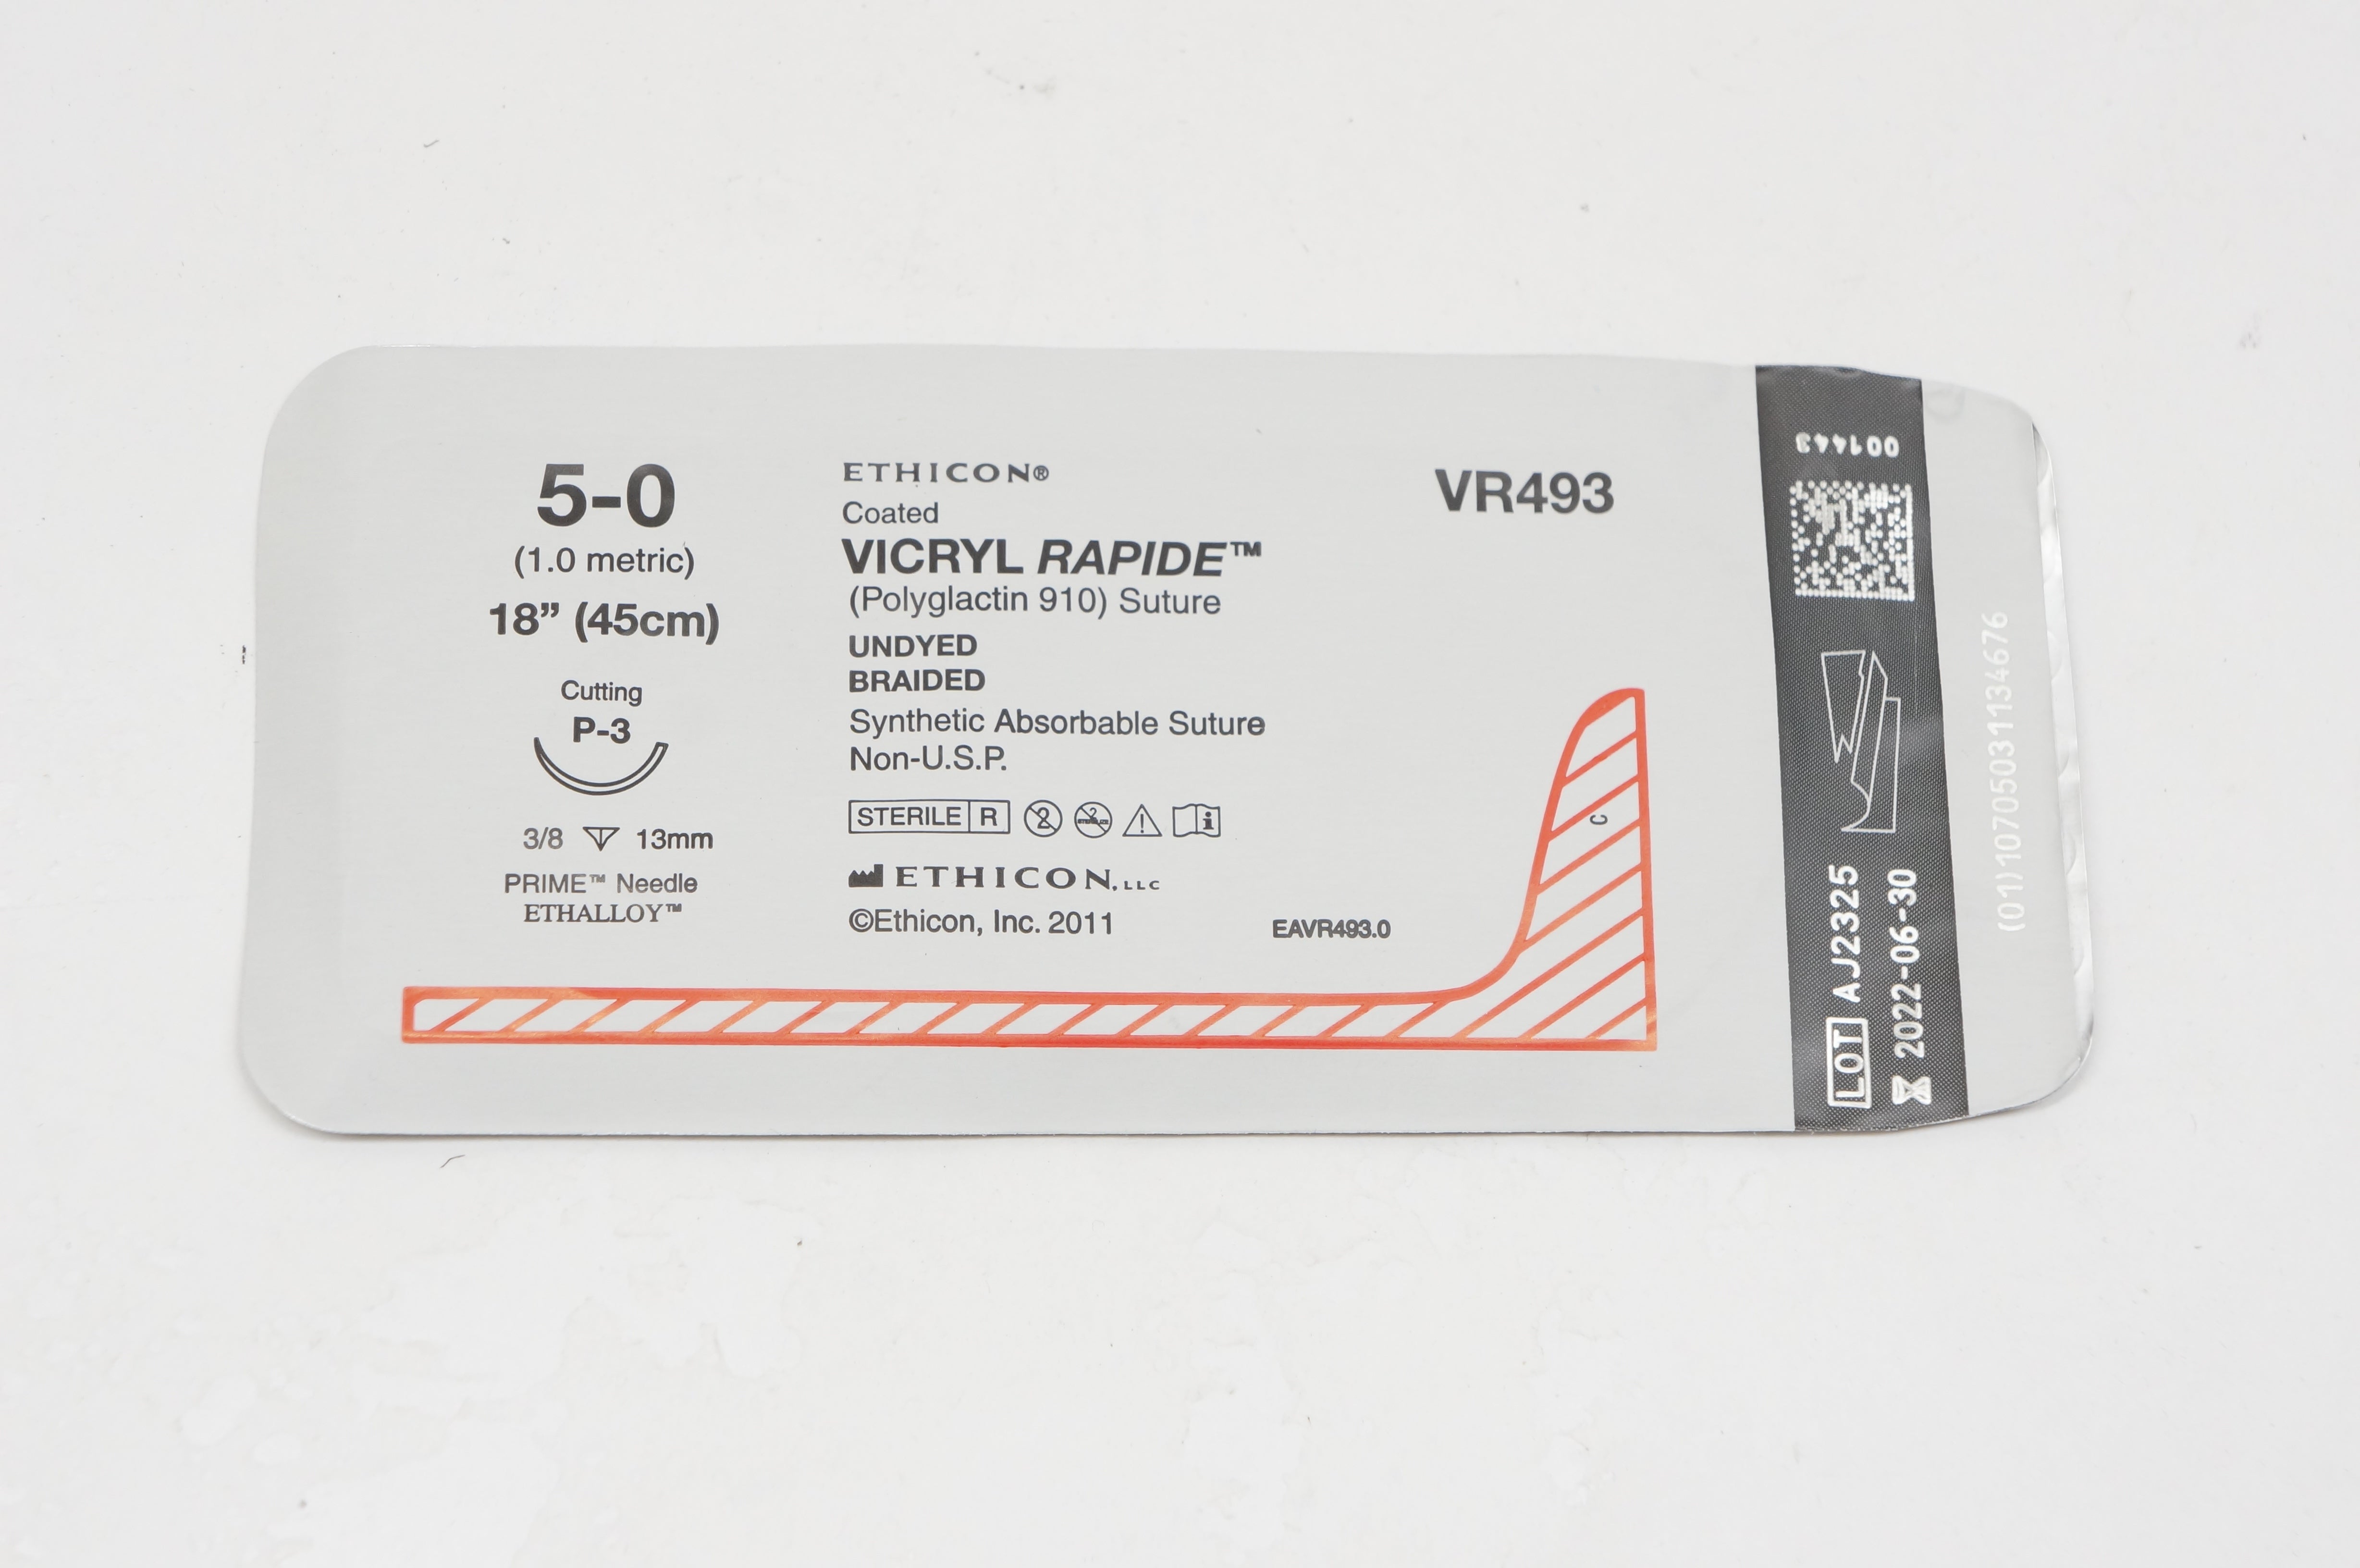 5-0
(1.0 metric)
18” (45cm)
Cutting
P-3
3/8 13mm
PRIME™ Needle
ETHALLOY™
ETHICON®
Coated
VICRYL RAPIDE™
(Polyglactin 910) Suture
UNDYED
BRAIDED
Synthetic Absorbable Suture
Non-U.S.P.
STERILE R 2
i
ETHICON, LLC
©Ethicon, Inc. 2011
EAVR493.0
VR493
C
001443
LOT AJ2325
2022-06-30
(01)10705031134676